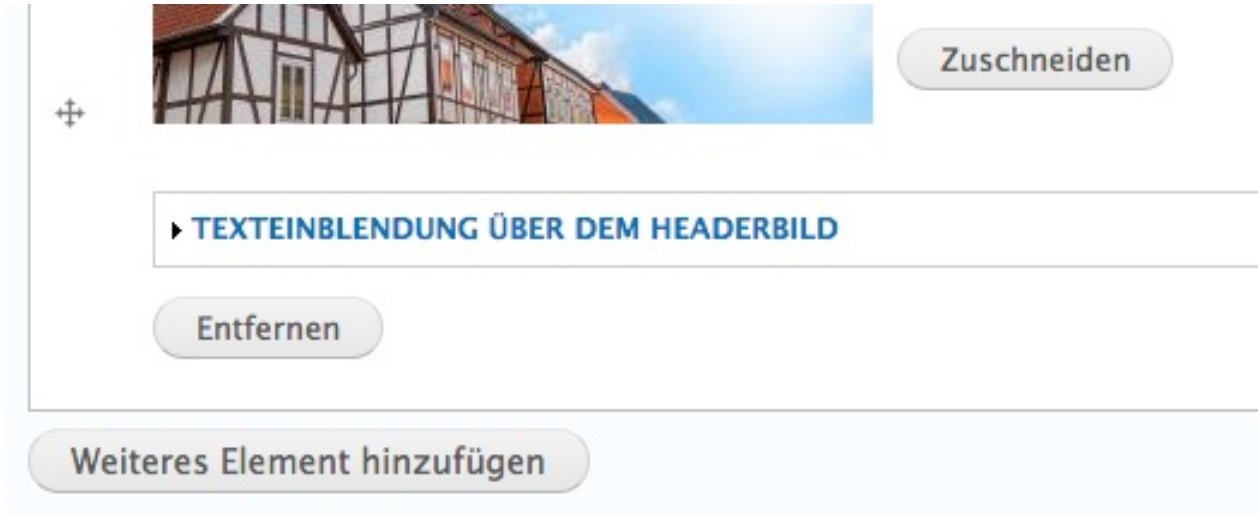 Zuschneiden
TEXTEINBLENDUNG ÜBER DEM HEADERBILD
Entfernen
Weiteres Element hinzufügen